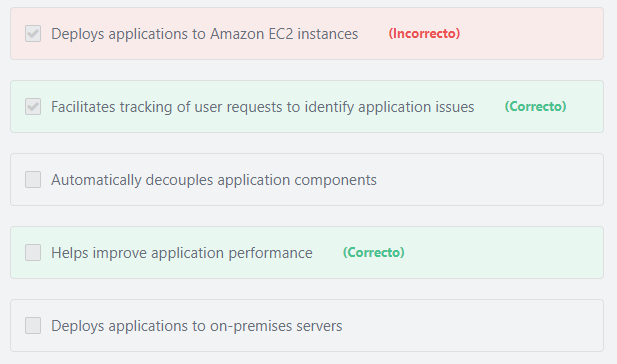 Deploys applications to Amazon EC2 instances (Incorrecto)
Facilitates tracking of user requests to identify application issues (Correcto)
Automatically decouples application components
Helps improve application performance (Correcto)
Deploys applications to on-premises servers